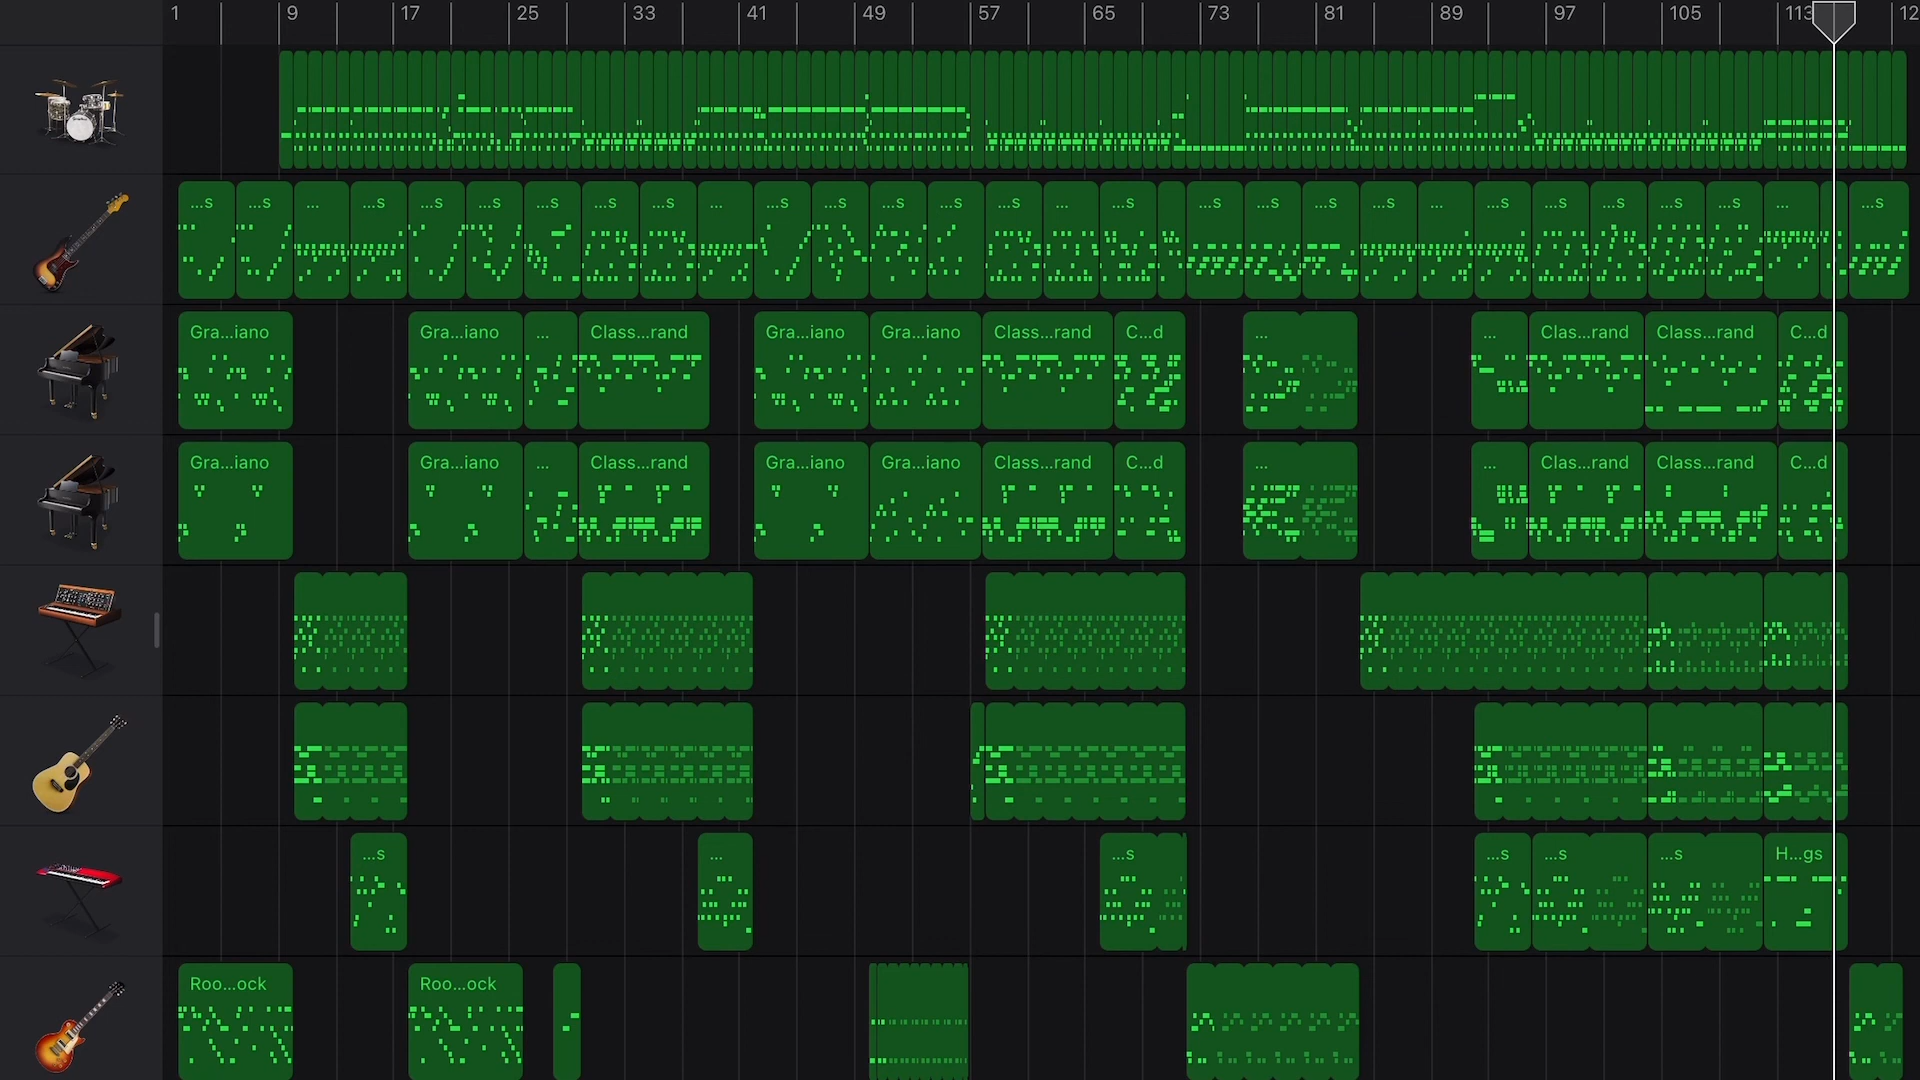 1 9 17 25 33 41 49 57 65 73 81 89 97 105 113 12
...s ...s ... ...s ...s ...s ...s ...s ...s ... ...s ...s ...s ...s ...s ... ...s ...s ...s ...s ...s ... ...s ...s ...s ...s ...s ... ...s
Gra...iano Gra...iano ... Class...rand Gra...iano Gra...iano Class...rand C...d ... ... Clas...rand Class...rand C...d
Gra...iano Gra...iano ... Class...rand Gra...iano Gra...iano Class...rand C...d ... ... Clas...rand Class...rand C...d
...s ... ...s ...s ...s ...s H...gs
Roo...ock Roo...ock